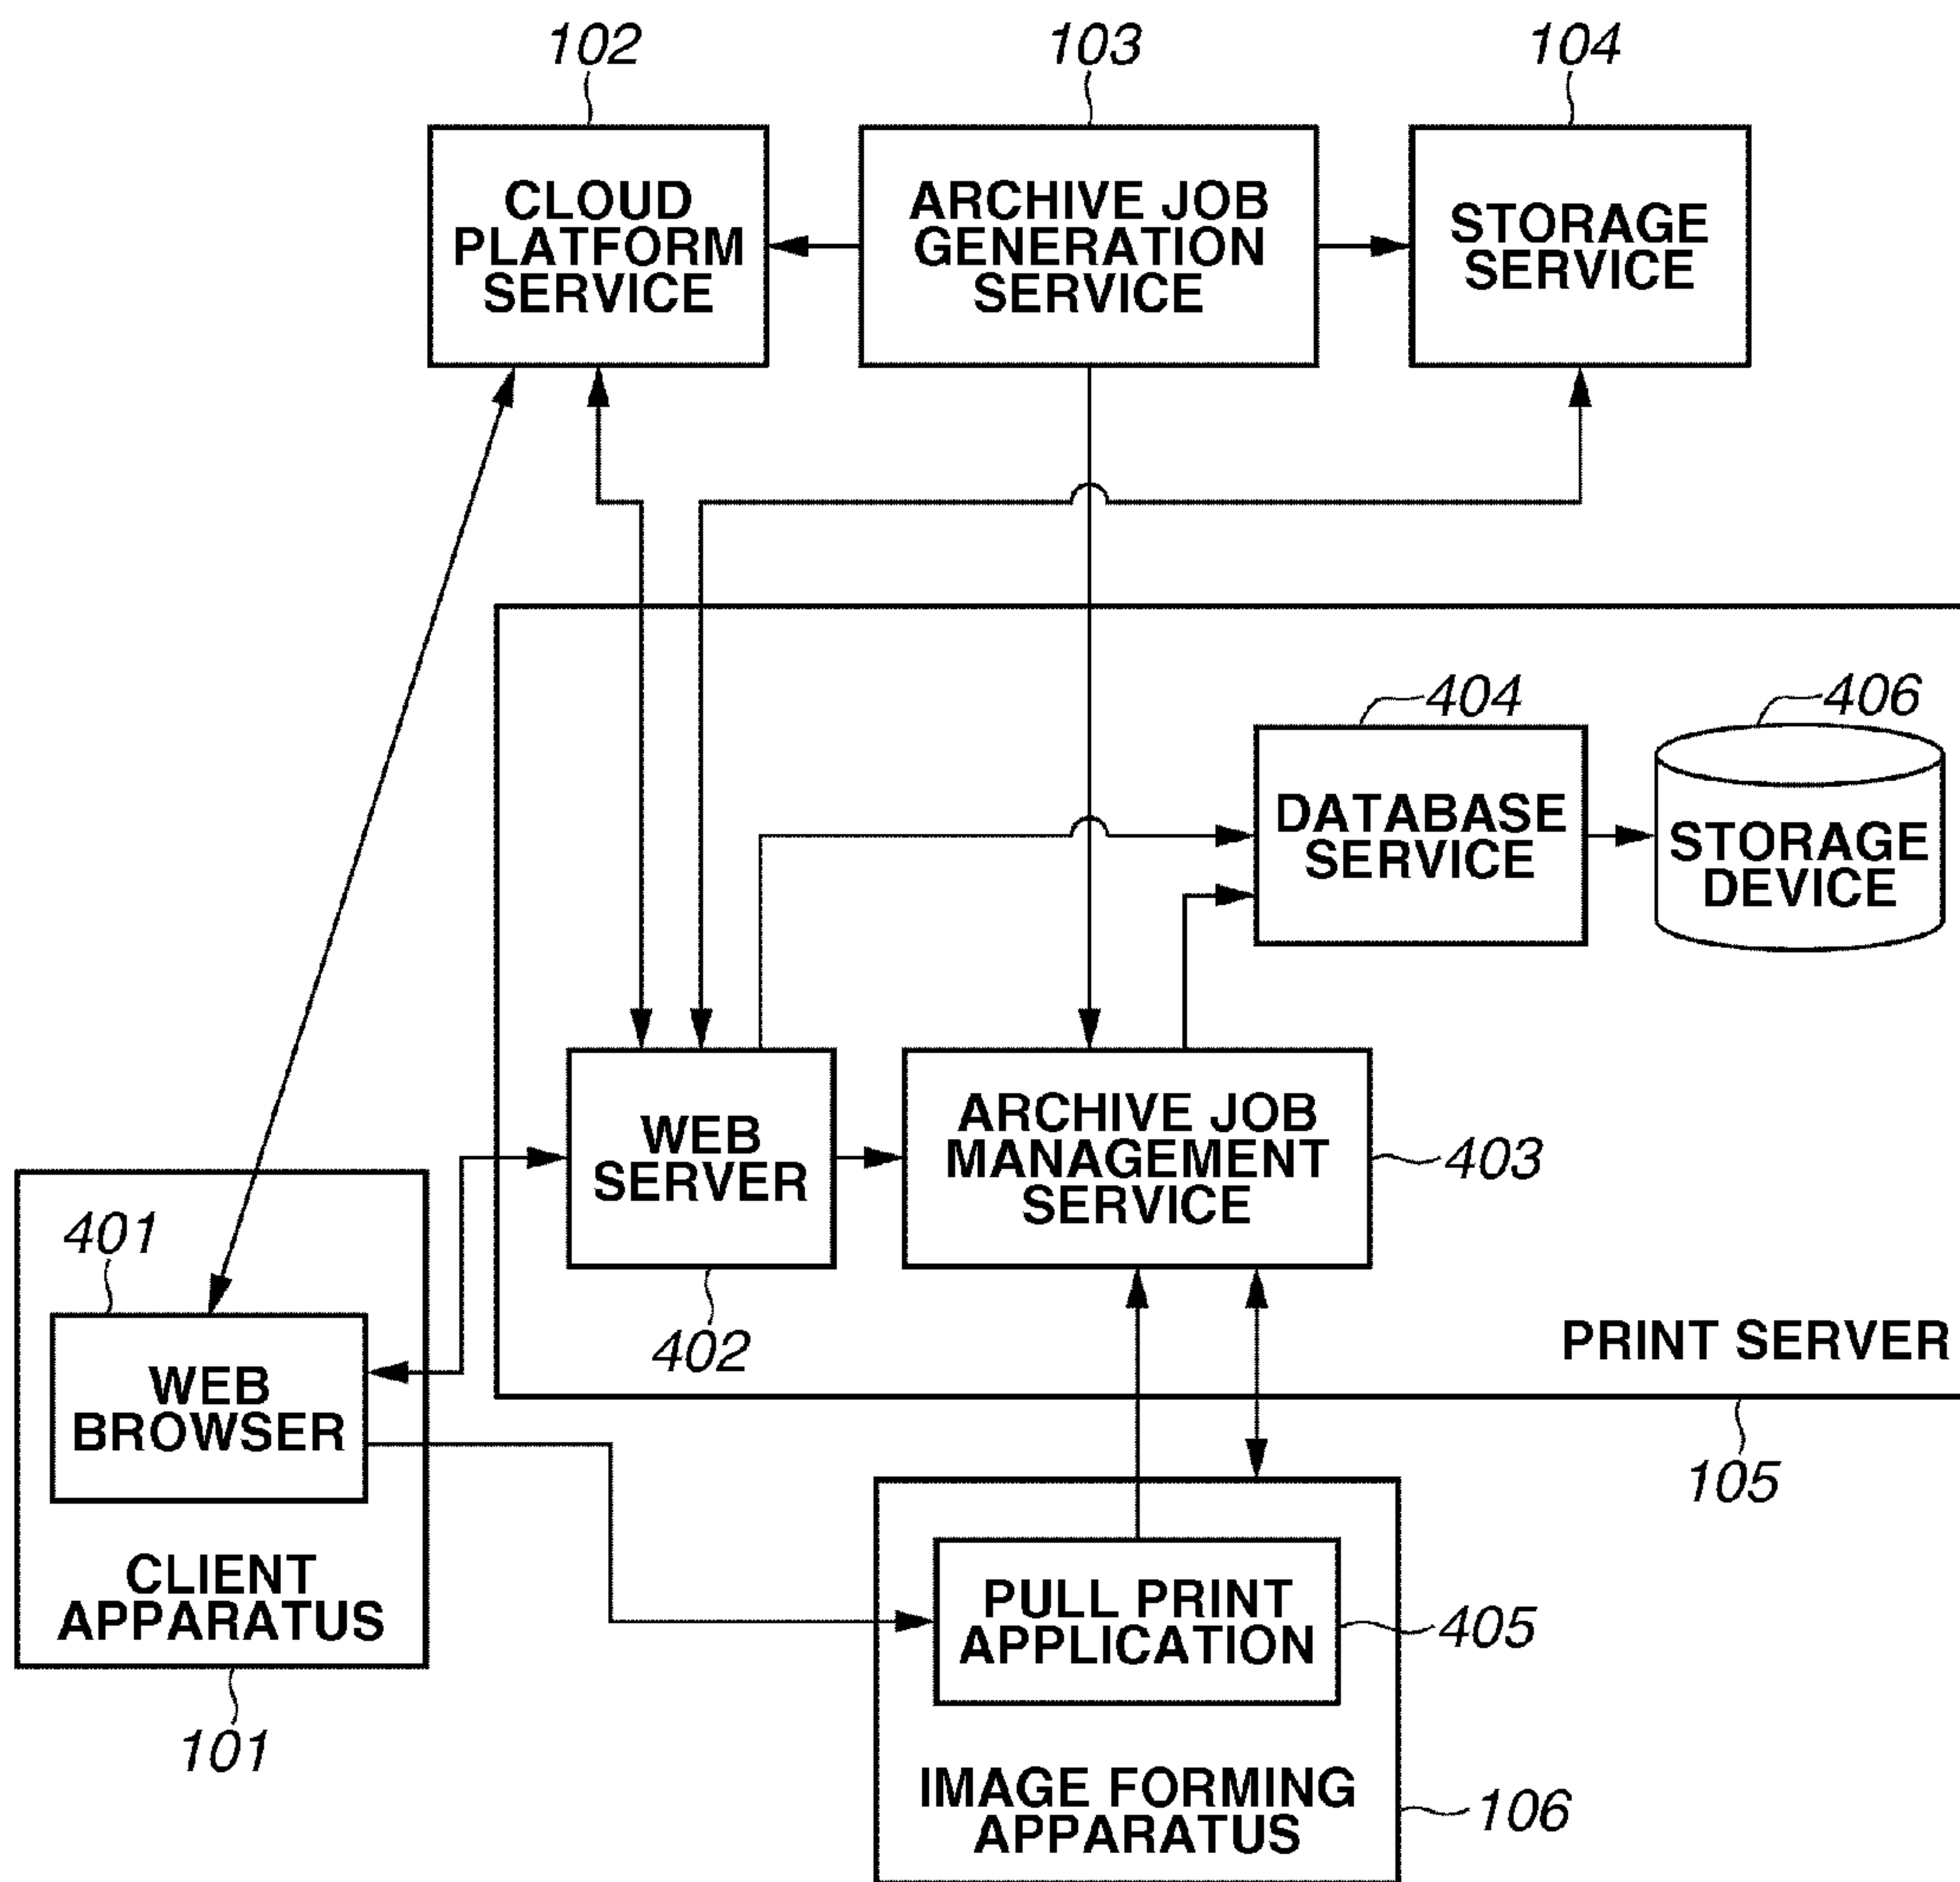 102
103
104
CLOUD
PLATFORM
SERVICE
ARCHIVE JOB
GENERATION
SERVICE
STORAGE
SERVICE
404
406
DATABASE
SERVICE
STORAGE
DEVICE
WEB
SERVER
402
ARCHIVE JOB
MANAGEMENT
SERVICE
403
PRINT SERVER
105
401
WEB
BROWSER
CLIENT
APPARATUS
101
PULL PRINT
APPLICATION
405
IMAGE FORMING
APPARATUS
106